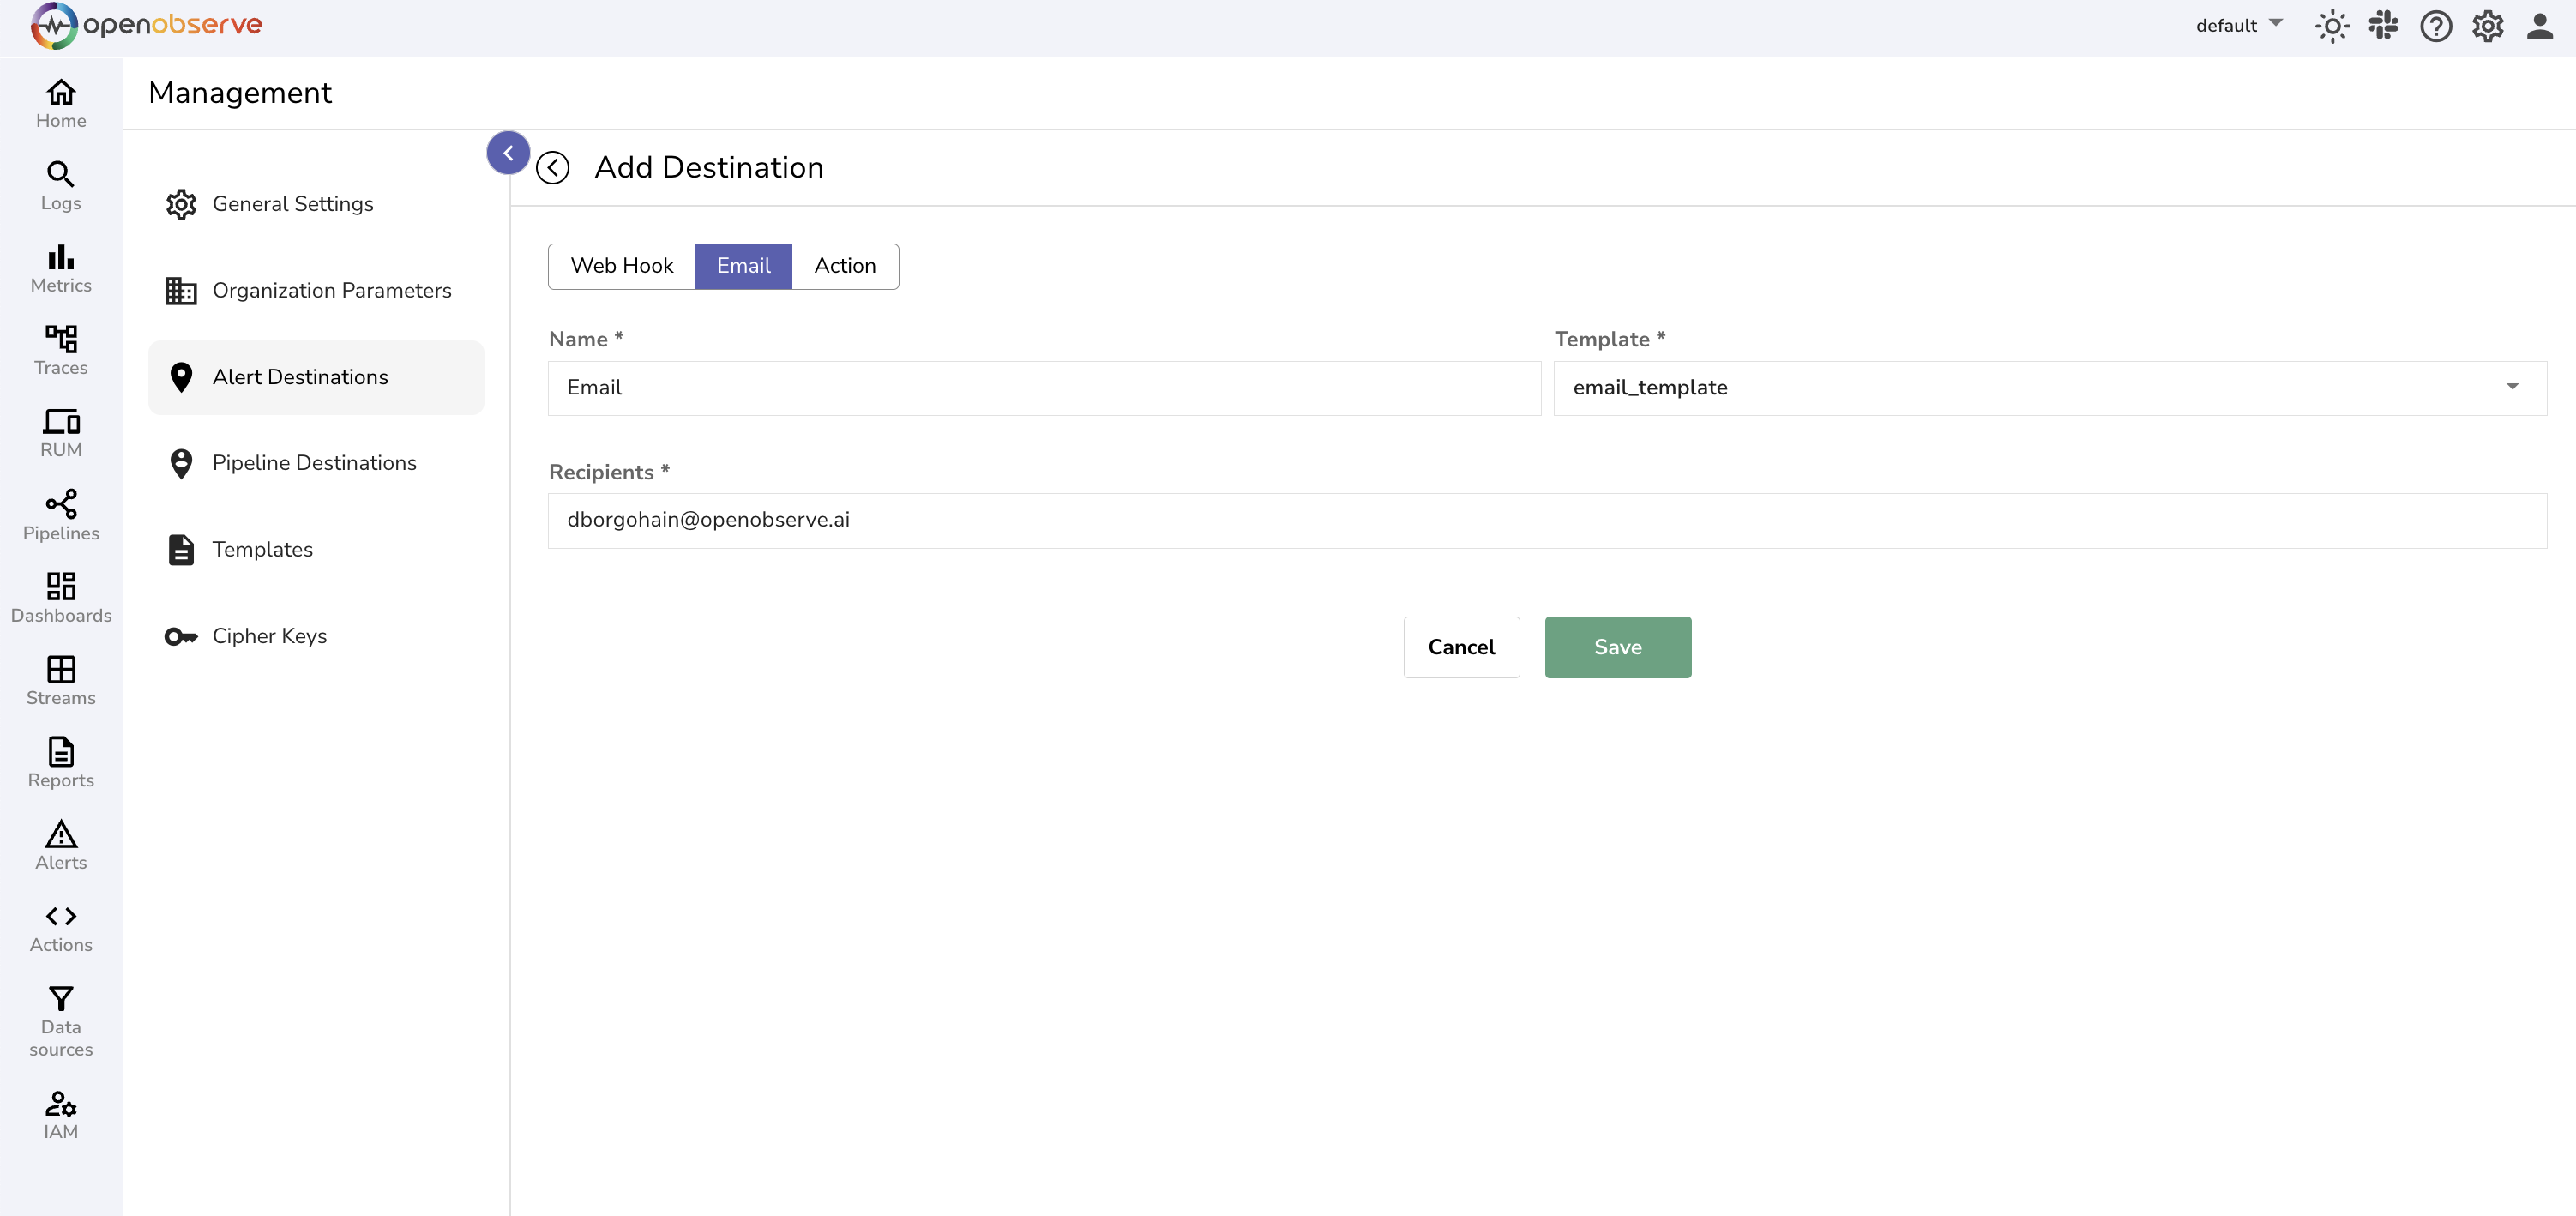 openobserve
default
Management
Home
Logs
Metrics
Traces
RUM
Pipelines
Dashboards
Streams
Reports
Alerts
Actions
Data
sources
IAM
General Settings
Organization Parameters
Alert Destinations
Pipeline Destinations
Templates
Cipher Keys
Add Destination
Web Hook Email Action
Name * Template *
Email email_template
Recipients *
dborgohain@openobserve.ai
Cancel Save